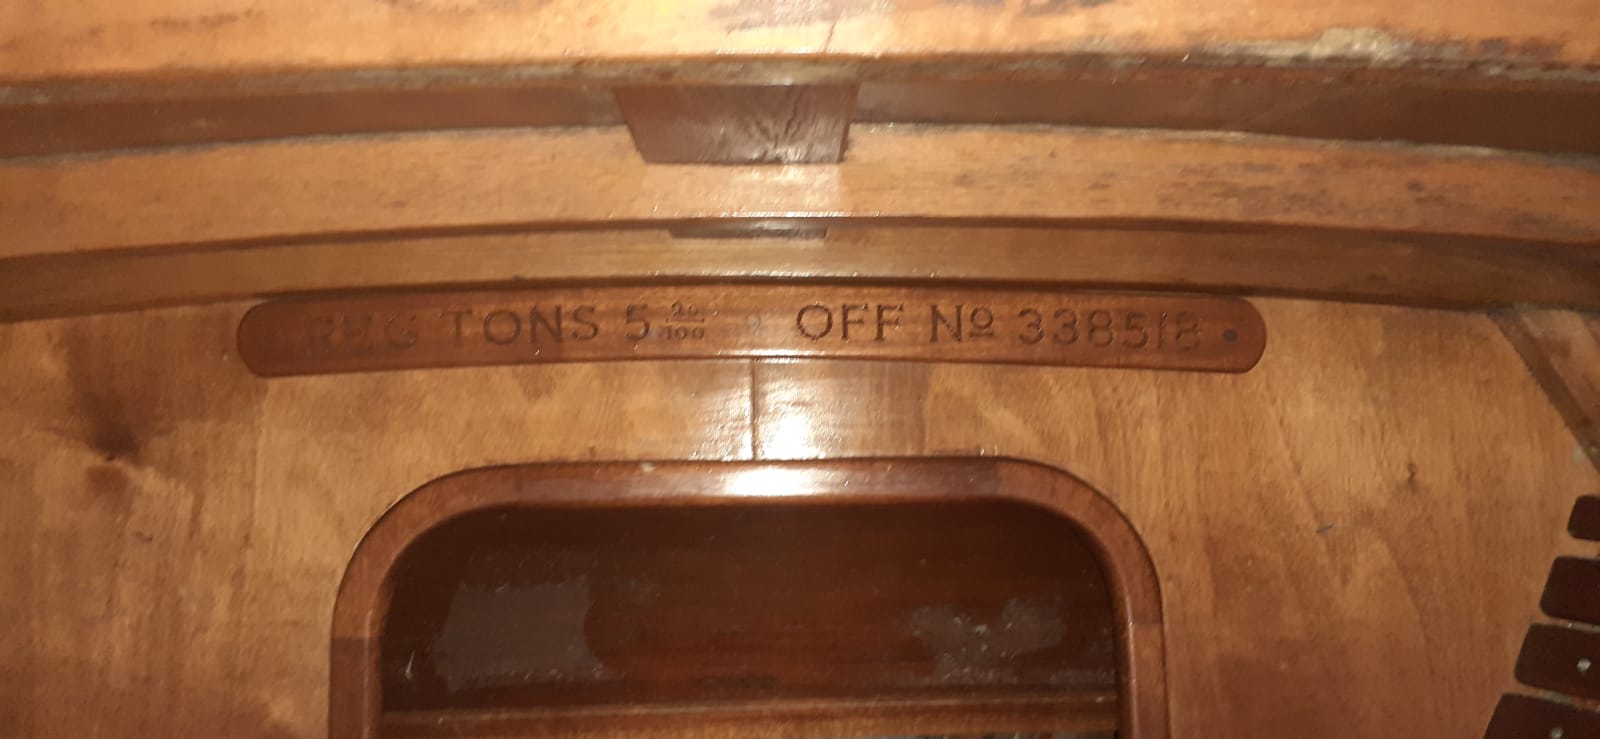 REG TONS 5 OFF Nº 338518